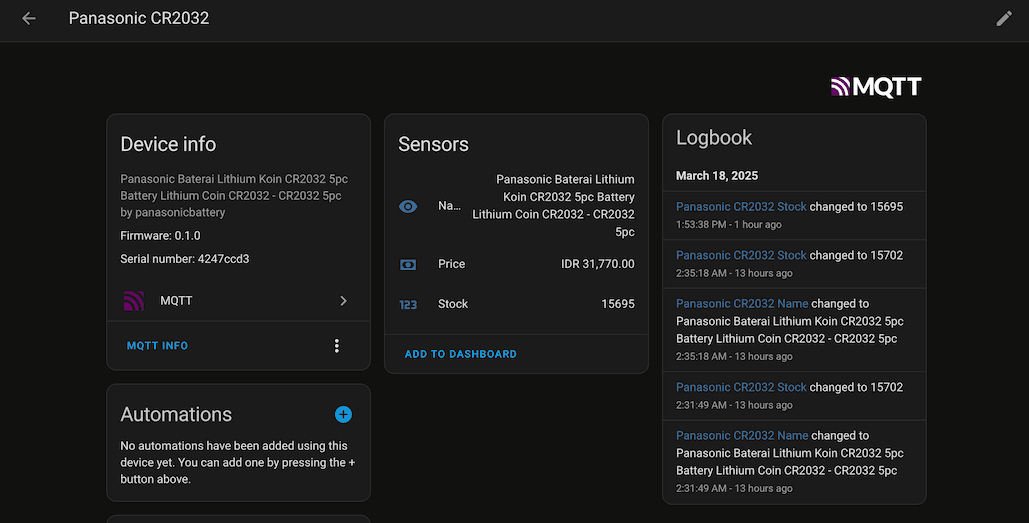 Panasonic CR2032
MQTT
Device info
Panasonic Baterai Lithium Koin CR2032 5pc
Battery Lithium Coin CR2032 - CR2032 5pc
by panasonicbattery
Firmware: 0.1.0
Serial number: 4247ccd3
MQTT
MQTT INFO
Automations
No automations have been added using this
device yet. You can add one by pressing the +
button above.
Sensors
Na...
Panasonic Baterai Lithium
Koin CR2032 5pc Battery
Lithium Coin CR2032 - CR2032
5pc
Price IDR 31,770.00
123 Stock 15695
ADD TO DASHBOARD
Logbook
March 18, 2025
Panasonic CR2032 Stock changed to 15695
1:53:38 PM - 1 hour ago
Panasonic CR2032 Stock changed to 15702
2:35:18 AM - 13 hours ago
Panasonic CR2032 Name changed to
Panasonic Baterai Lithium Koin CR2032 5pc
Battery Lithium Coin CR2032 - CR2032 5pc
2:35:18 AM - 13 hours ago
Panasonic CR2032 Stock changed to 15702
2:31:49 AM - 13 hours ago
Panasonic CR2032 Name changed to
Panasonic Baterai Lithium Koin CR2032 5pc
Battery Lithium Coin CR2032 - CR2032 5pc
2:31:49 AM - 13 hours ago